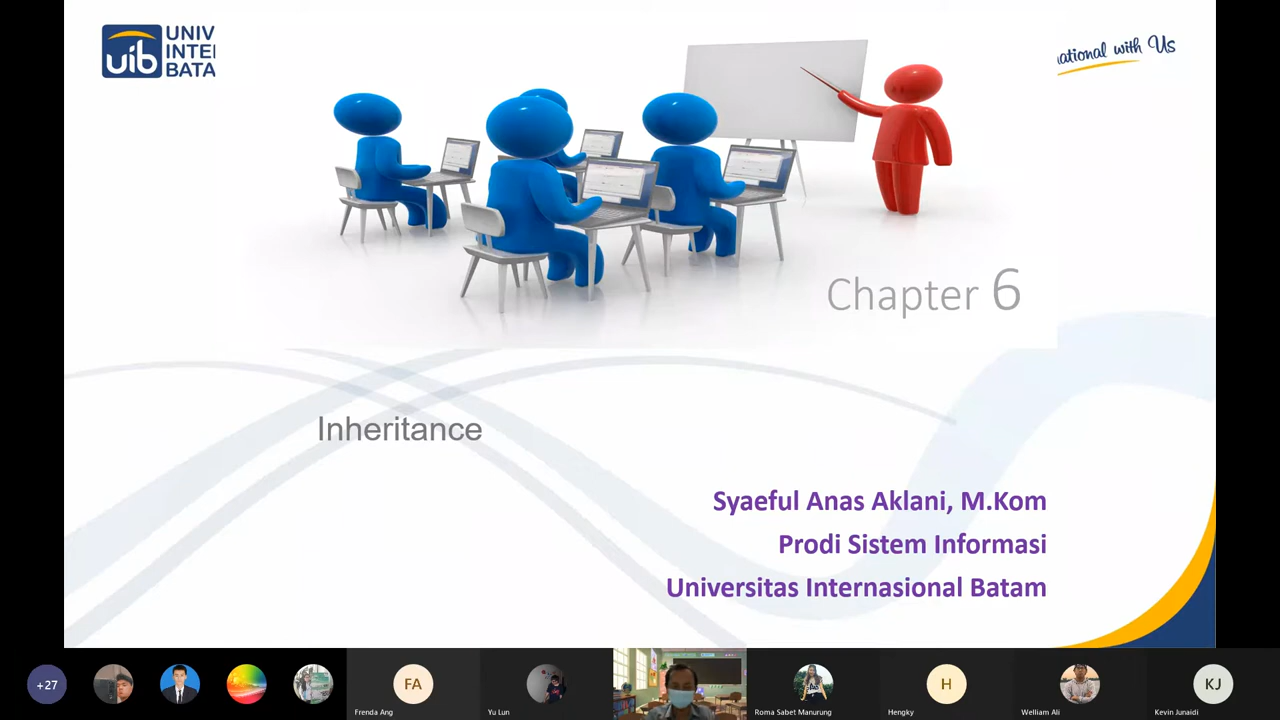 uib
UNIV
INTE
BATA
ational with Us
Chapter 6
Inheritance
Syaeful Anas Aklani, M.Kom
Prodi Sistem Informasi
Universitas Internasional Batam
+27
FA
H
KJ
Frenda Ang
Yu Lun
Roma Sabet Manurung
Hengky
Welliam Ali
Kevin Junaidi